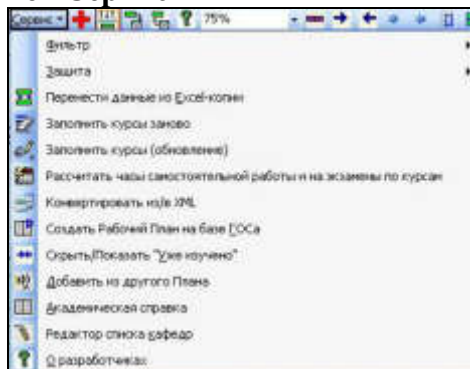 Сервис
75%
Фильтр
Защита
Перенести данные из Excel-копии
Заполнить курсы заново
Заполнить курсы (обновление)
Рассчитать часы самостоятельной работы и на экзамены по курсам
Конвертировать из/в XML
Создать Рабочий План на базе ГОСа
Скрыть/Показать "Уже изучено"
Добавить из другого Плана
Академическая справка
Редактор списка кафедр
О разработчиках